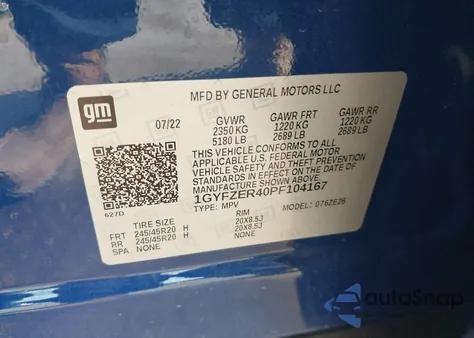 gm
MFD BY GENERAL MOTORS LLC
07/22 GVWR GAWR FRT GAWR RR
2350 KG 1220 KG 1220 KG
5180 LB 2689 LB 2689 LB
THIS VEHICLE CONFORMS TO ALL
APPLICABLE U.S. FEDERAL MOTOR
VEHICLE SAFETY AND THEFT PREVENTION
STANDARDS IN EFFECT ON THE DATE OF
MANUFACTURE SHOWN ABOVE.
1GYFZER40PF104167
TYPE: MPV MODEL: 076ZE26
627D
TIRE SIZE RIM
FRT 245/45R20 H 20X8.5J
RR 245/45R20 H 20X8.5J
SPA NONE NONE
autoSnap